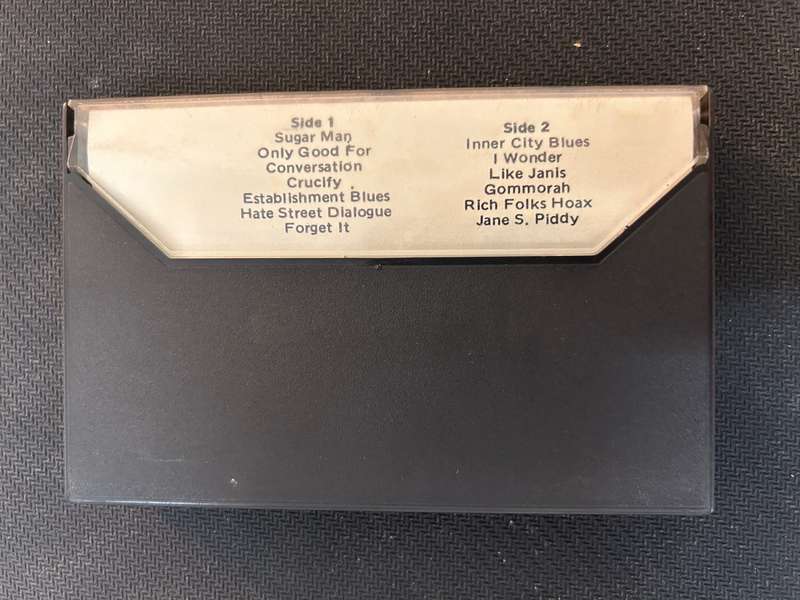 Side 1
Sugar Man
Only Good For
Conversation
Crucify
Establishment Blues
Hate Street Dialogue
Forget It
Side 2
Inner City Blues
I Wonder
Like Janis
Gommorah
Rich Folks Hoax
Jane S. Piddy